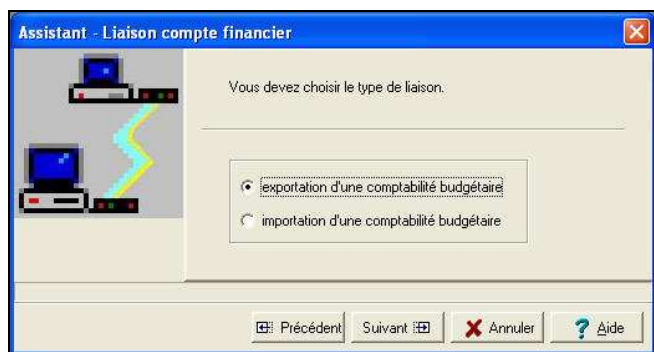 Assistant - Liaison compte financier
Vous devez choisir le type de liaison.
exportation d'une comptabilité budgétaire
importation d'une comptabilité budgétaire
Précédent Suivant Annuler Aide